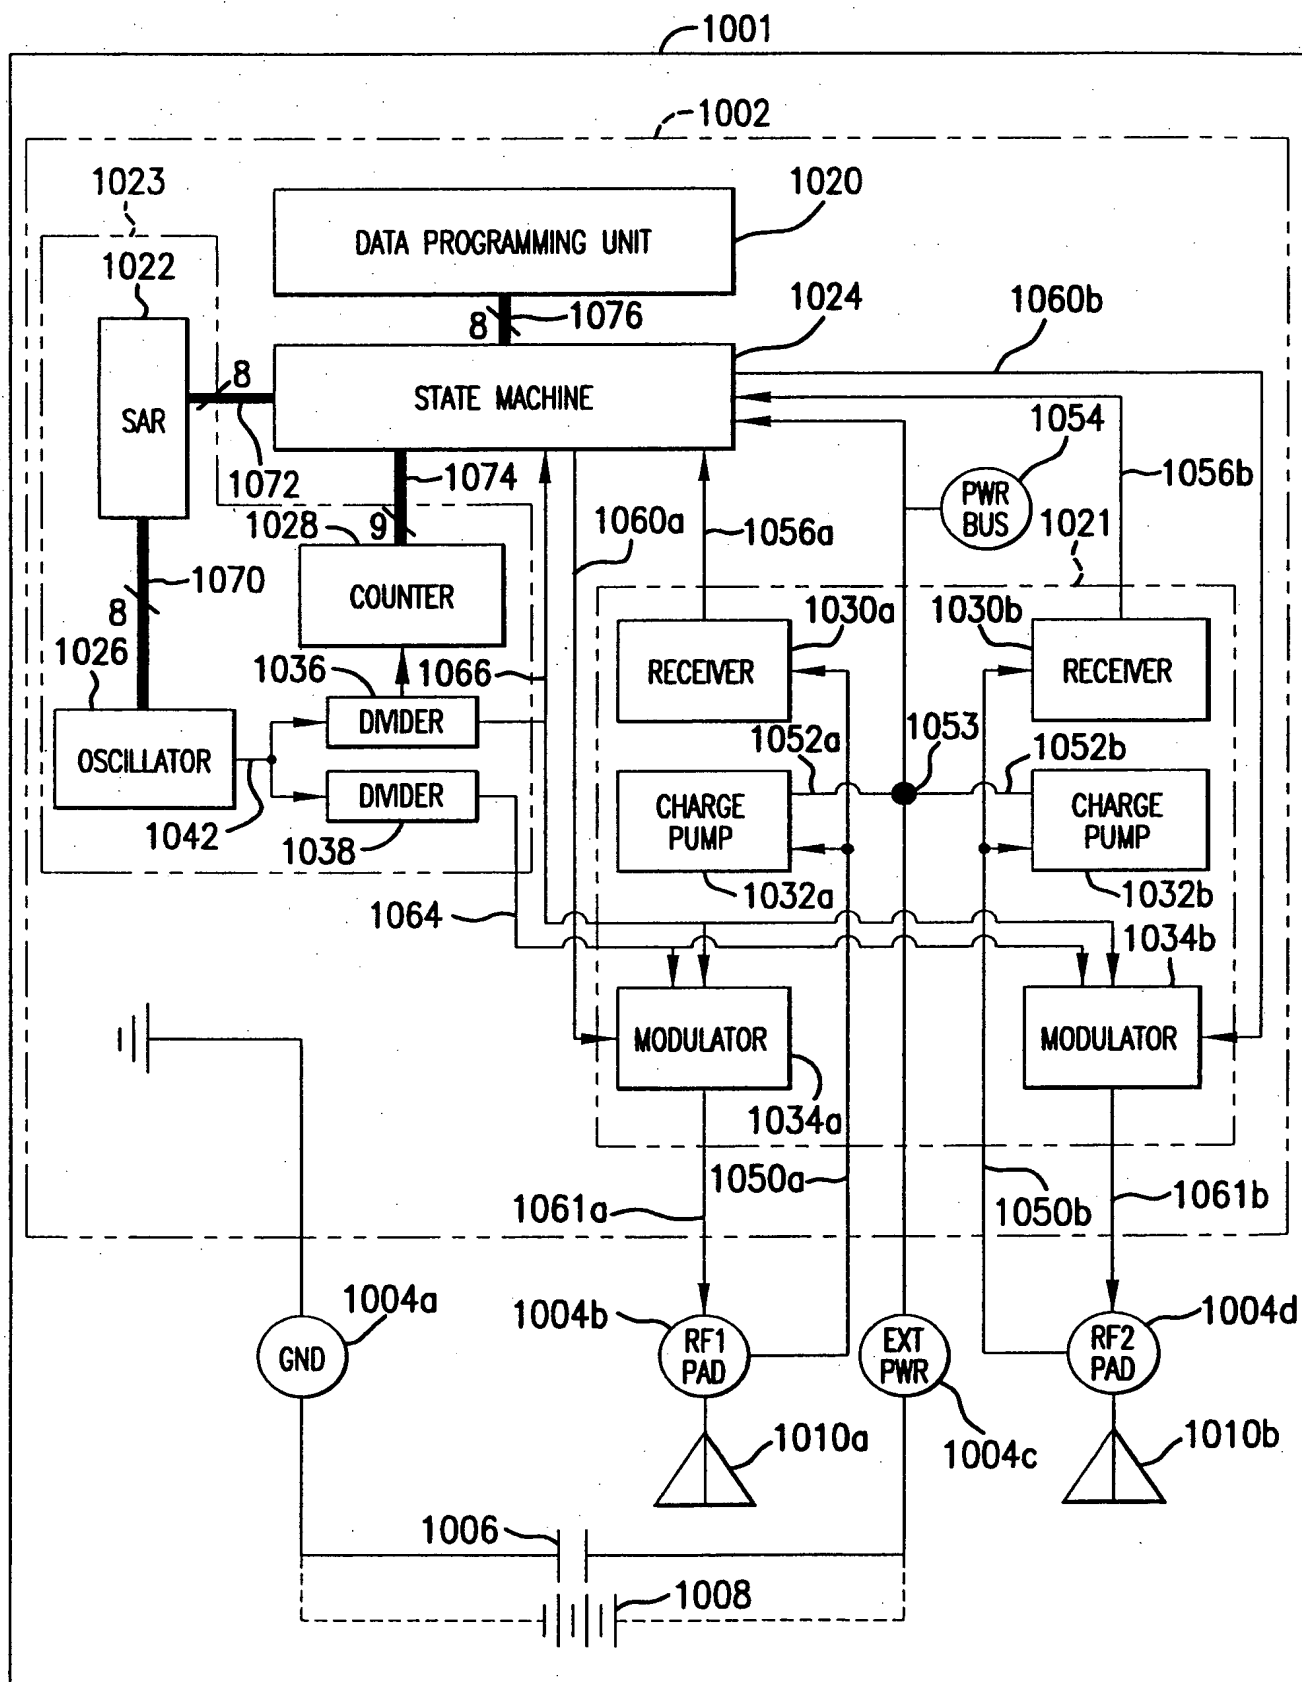 1001
1002
1023
1020
DATA PROGRAMMING UNIT
1022
1024
1060b
8
1076
8
STATE MACHINE
SAR
1054
1072
1074
PWR
BUS
1056b
1028
9
1060a
1056a
1021
1070
8
COUNTER
1030a
1030b
1026
1036
1066
RECEIVER
RECEIVER
DIVIDER
1052a
1053
1052b
OSCILLATOR
DIVIDER
CHARGE
PUMP
CHARGE
PUMP
1042
1038
1032a
1032b
1064
1034b
MODULATOR
MODULATOR
1034a
1050a
1061a
1050b
1061b
1004a
1004b
1004d
GND
RF1
PAD
EXT
PWR
RF2
PAD
1010a
1004c
1010b
1006
1008